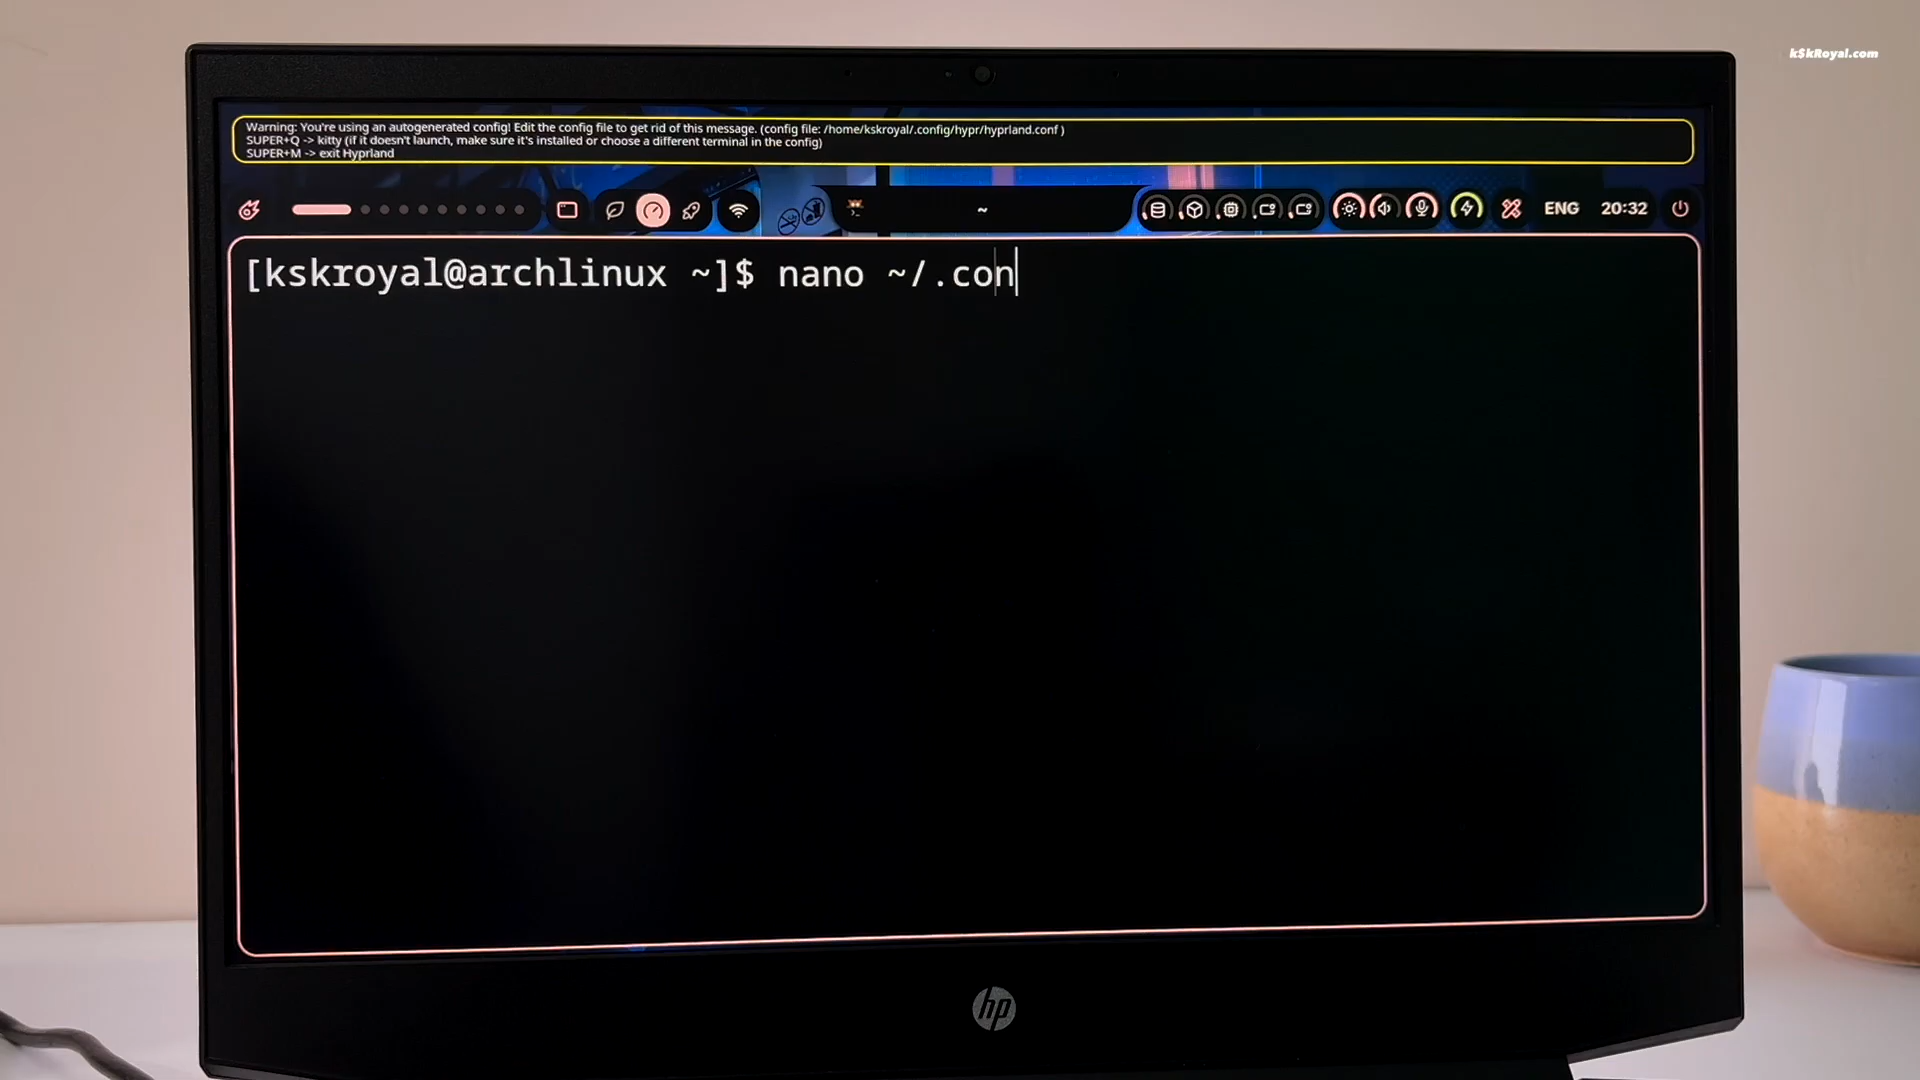 kskRoyal.com
Warning: You're using an autogenerated config! Edit the config file to get rid of this message. (config file: /home/kskroyal/.config/hypr/hyprland.conf )
SUPER+Q -> kitty (if it doesn't launch, make sure it's installed or choose a different terminal in the config)
SUPER+M -> exit Hyprland
~ ENG 20:32
[kskroyal@archlinux ~]$ nano ~/.con
hp